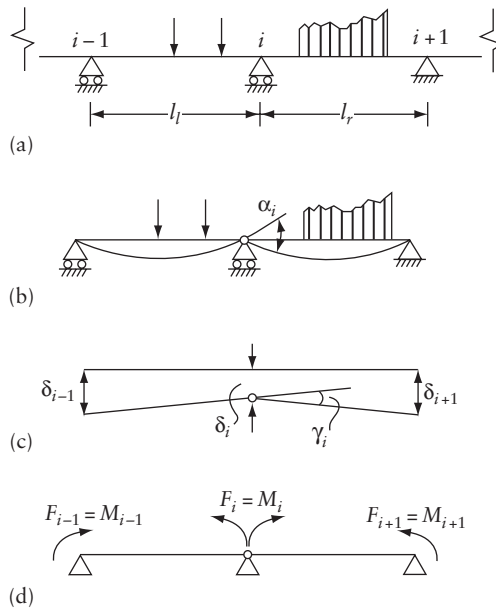 i − 1 i i + 1
l_l l_r
(a)
α_i
(b)
δ_{i−1} δ_i γ_i δ_{i+1}
(c)
F_{i−1} = M_{i−1} F_i = M_i F_{i+1} = M_{i+1}
(d)